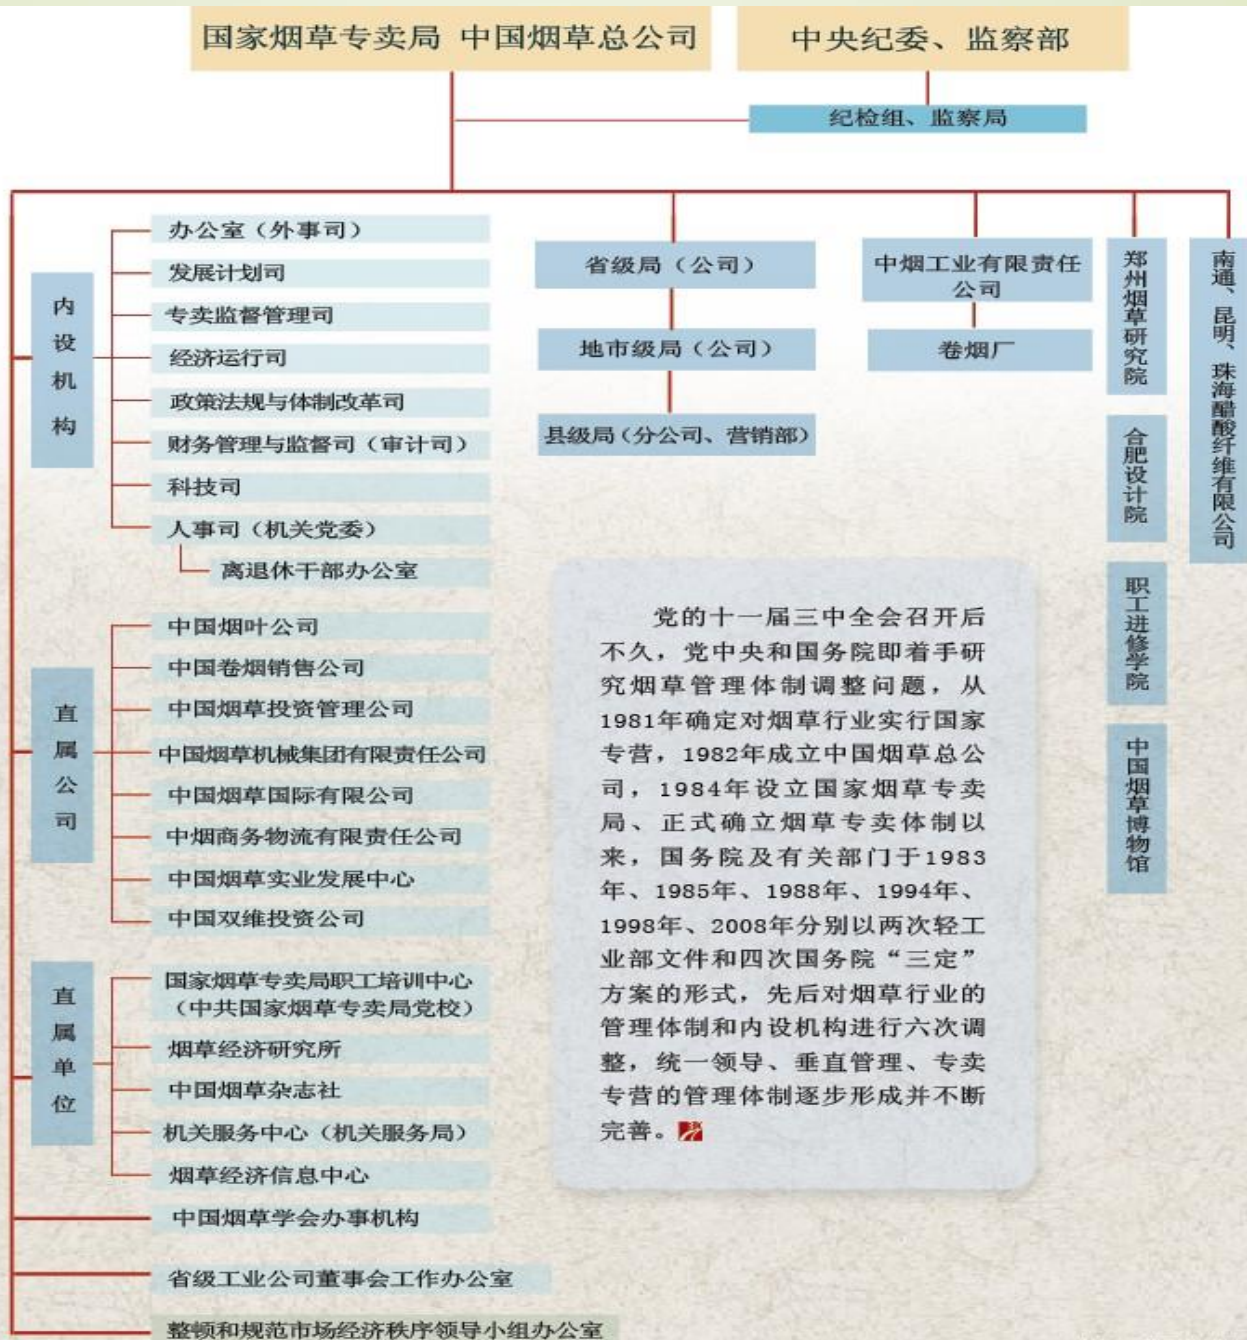 国家烟草专卖局 中国烟草总公司
中央纪委、监察部
纪检组、监察局
内设机构
办公室（外事司）
发展计划司
专卖监督管理司
经济运行司
政策法规与体制改革司
财务管理与监督司（审计司）
科技司
人事司（机关党委）
离退休干部办公室
直属公司
中国烟叶公司
中国卷烟销售公司
中国烟草投资管理公司
中国烟草机械集团有限责任公司
中国烟草国际有限公司
中烟商务物流有限责任公司
中国烟草实业发展中心
中国双维投资公司
直属单位
国家烟草专卖局职工培训中心
（中共国家烟草专卖局党校）
烟草经济研究所
中国烟草杂志社
机关服务中心（机关服务局）
烟草经济信息中心
中国烟草学会办事机构
省级工业公司董事会工作办公室
整顿和规范市场经济秩序领导小组办公室
省级局（公司）
地市级局（公司）
县级局（分公司、营销部）
中烟工业有限责任
公司
卷烟厂
郑州烟草研究院
合肥设计院
职工进修学院
中国烟草博物馆
南通、昆明、珠海醋酸纤维有限公司
党的十一届三中全会召开后
不久，党中央和国务院即着手研
究烟草管理体制调整问题，从
1981年确定对烟草行业实行国家
专营，1982年成立中国烟草总公
司，1984年设立国家烟草专卖
局、正式确立烟草专卖体制以
来，国务院及有关部门于1983
年、1985年、1988年、1994年、
1998年、2008年分别以两次轻工
业部文件和四次国务院“三定”
方案的形式，先后对烟草行业的
管理体制和内设机构进行六次调
整，统一领导、垂直管理、专卖
专营的管理体制逐步形成并不断
完善。